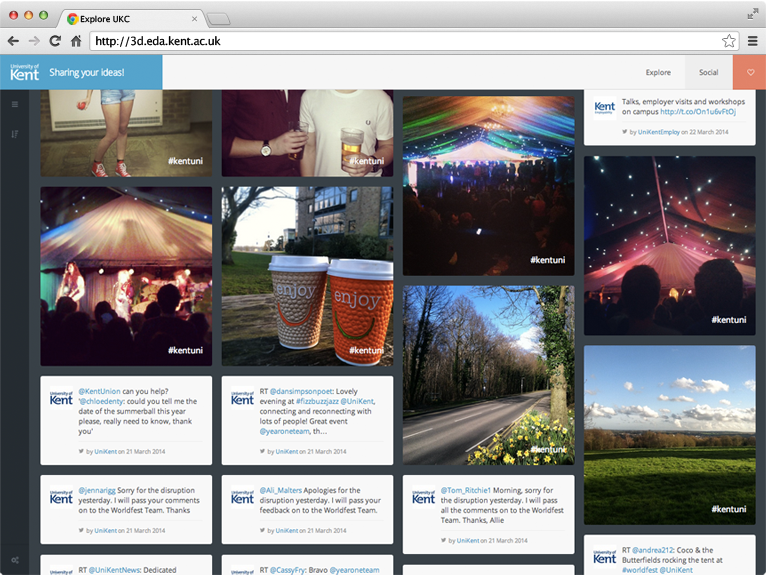 Explore UKC
http://3d.eda.kent.ac.uk
University of
Kent
Sharing your ideas!
Explore
Social
#kentuni
#kentuni
#kentuni
#kentuni
enjoy
enjoy
#kentuni
University of
Kent
@KentUnion can you help?
@chloedenty: could you tell me
the date of the summerball this year
please, really need to know, thank
you'
by UniKent on 21 March 2014
University of
Kent
@jennarigg Sorry for the disruption
yesterday. I will pass your comments
on to the Worldfest Team. Thanks
by UniKent on 21 March 2014
University of
RT @UniKentNews: Dedicated
University of
Kent
RT @dansimpsonpoet: Lovely
evening at #fizzbuzzjazz @UniKent,
connecting and reconnecting with
lots of people! Great event
@yearoneteam, th…
by UniKent on 21 March 2014
University of
Kent
@Ali_Malters Apologies for the
disruption yesterday. I will pass your
feedback on to the Worldfest Team.
by UniKent on 21 March 2014
University of
RT @CassyFry: Bravo @yearoneteam
#kentuni
University of
Kent
@Tom_Ritchie1 Morning, sorry for
the disruption yesterday. I will pass
all the comments on to the Worldfest
Team. Thanks, Allie
by UniKent on 21 March 2014
Kent
Talks, employer visits and workshops
on campus http://t.co/On1u6vFtOj
by UniKentEmploy on 22 March 2014
#kentuni
#kentuni
University of
Kent
RT @andrea212: Coco & the
Butterfields rocking the tent at
#worldfest @UniKent